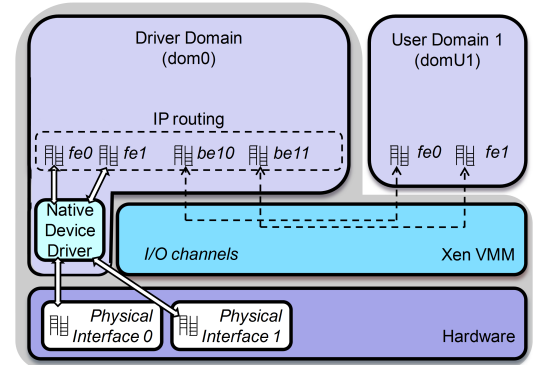 Driver Domain
(dom0)
User Domain 1
(domU1)
IP routing
fe0
fe1
be10
be11
fe0
fe1
Native
Device
Driver
I/O channels
Xen VMM
Physical
Interface 0
Physical
Interface 1
Hardware